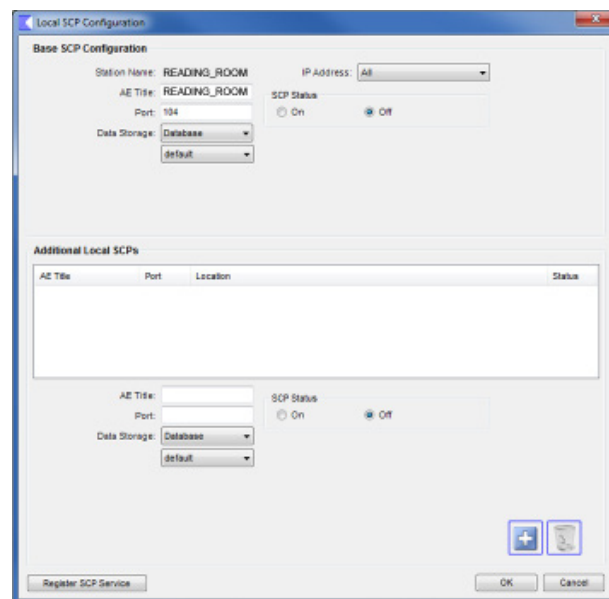 Local SCP Configuration
Base SCP Configuration
Station Name: READING_ROOM IP Address: All
AE Title: READING_ROOM SCP Status
Port: 104 On Off
Data Storage: Database
default
Additional Local SCPs
AE Title Port Location Status
AE Title: SCP Status
Port: On Off
Data Storage: Database
default
Register SCP Service OK Cancel